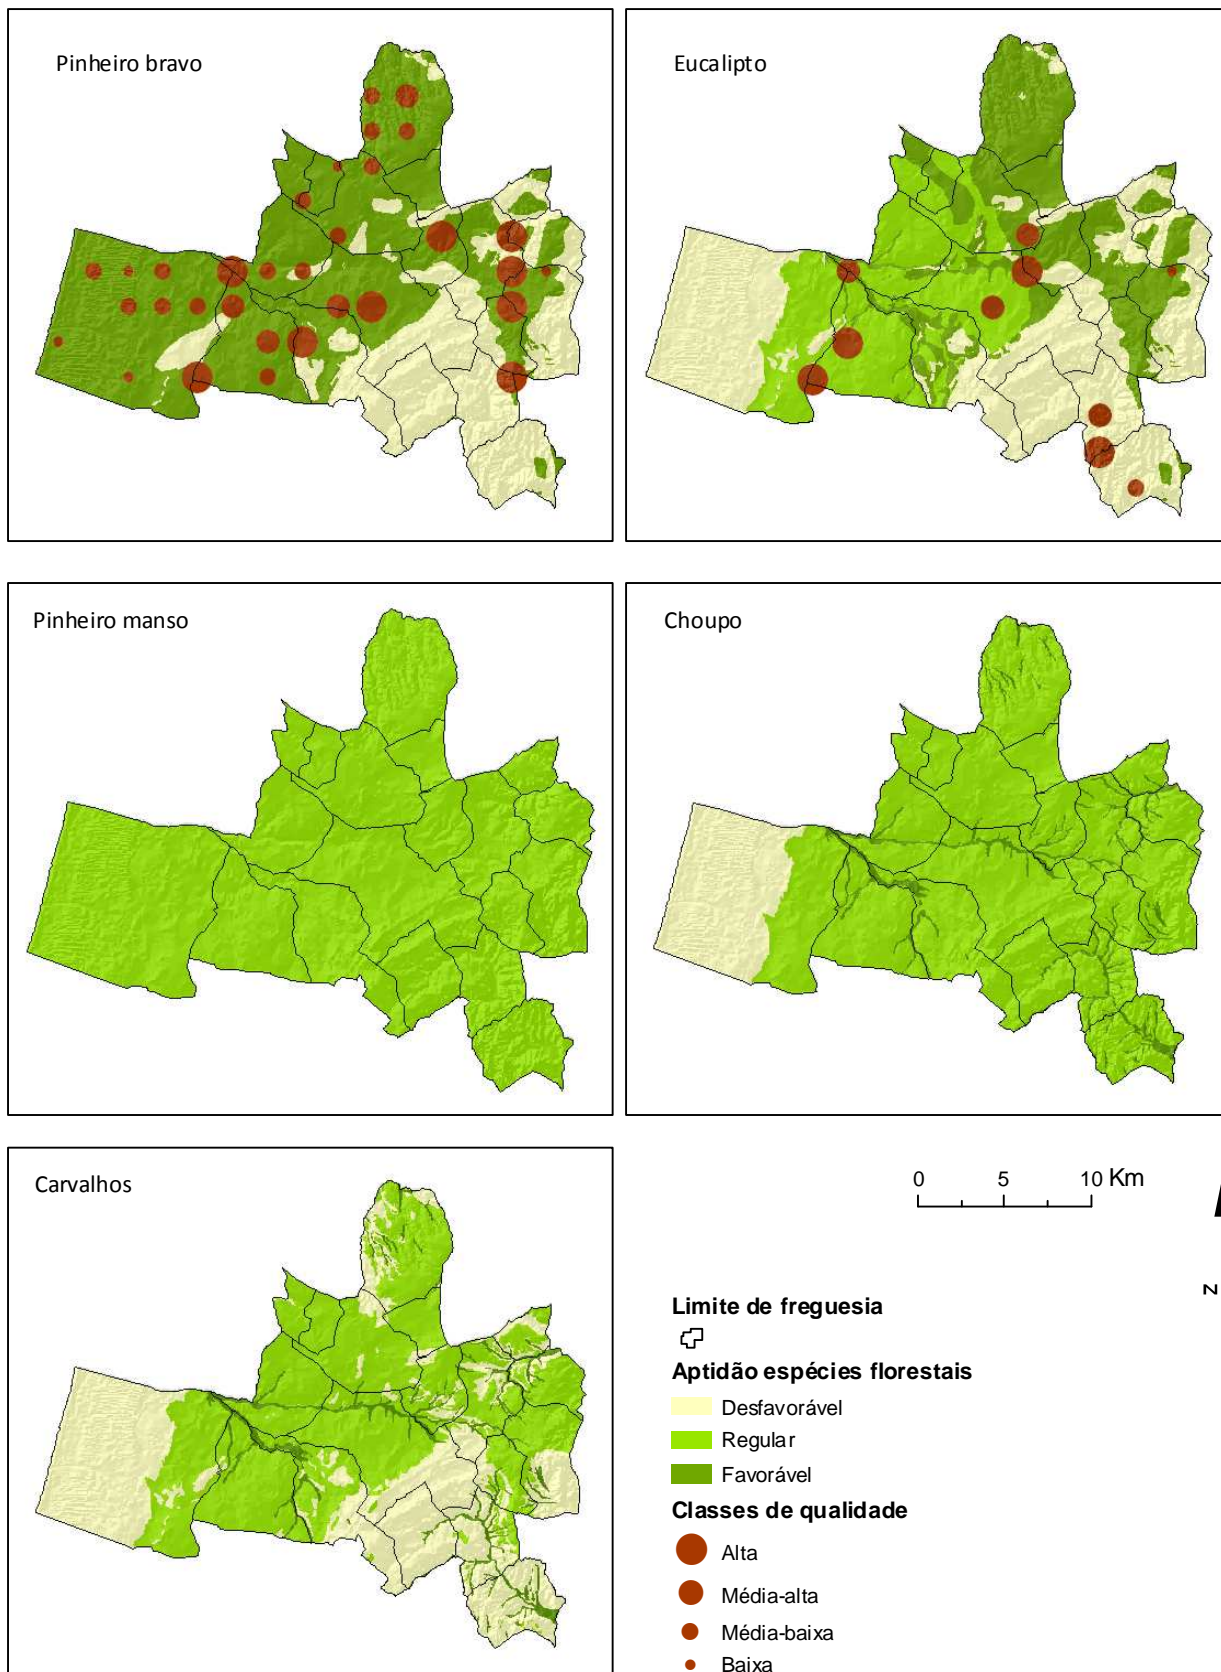 Pinheiro bravo
Eucalipto
Pinheiro manso
Choupo
Carvalhos
0 5 10 Km
N
Limite de freguesia
Aptidão espécies florestais
Desfavorável
Regular
Favorável
Classes de qualidade
Alta
Média-alta
Média-baixa
Baixa